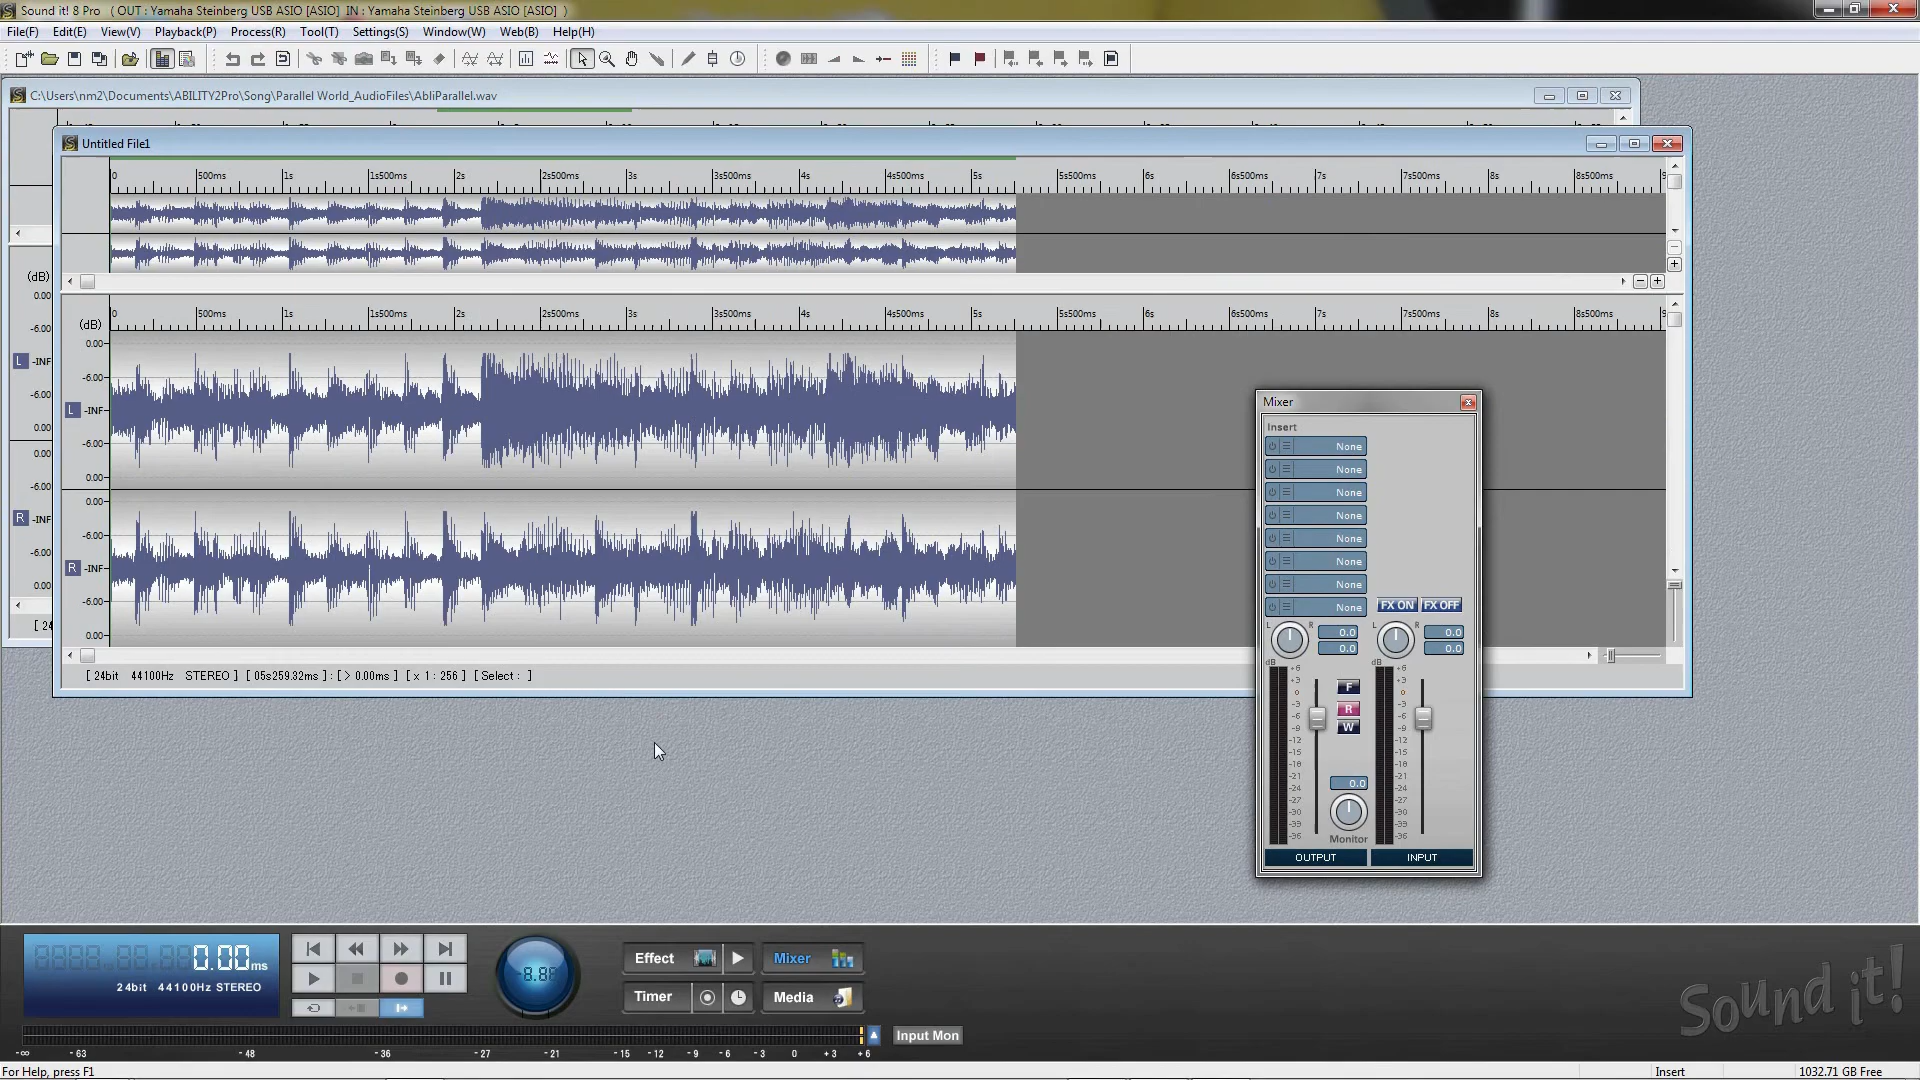 Sound it! 8 Pro   ( OUT : Yamaha Steinberg USB ASIO [ASIO]  IN : Yamaha Steinberg USB ASIO [ASIO]  )
File(F) Edit(E) View(V) Playback(P) Process(R) Tool(T) Settings(S) Window(W) Web(B) Help(H)
C:\Users\nm2\Documents\ABILITY2Pro\Song\Parallel World_AudioFiles\AbliParallel.wav
Untitled File1
0 500ms 1s 1s500ms 2s 2s500ms 3s 3s500ms 4s 4s500ms 5s 5s500ms 6s 6s500ms 7s 7s500ms 8s 8s500ms 9
(dB)
0.00
-6.00
L -INF
-6.00
0.00
0.00
-6.00
R -INF
-6.00
0.00
[ 24
0 500ms 1s 1s500ms 2s 2s500ms 3s 3s500ms 4s 4s500ms 5s 5s500ms 6s 6s500ms 7s 7s500ms 8s 8s500ms 9
(dB)
0.00
-6.00
L -INF
-6.00
0.00
0.00
-6.00
R -INF
-6.00
0.00
[ 24bit 44100Hz STEREO ] [ 05s259.32ms ] : [ > 0.00ms ] [ x 1 : 256 ] [ Select : ]
Mixer
Insert
None
None
None
None
None
None
None
None
FX ON FX OFF
L R 0.0 L R 0.0
0.0 0.0
dB +6 dB +6
+3 +3
0 0
-3 -3
-6 -6
-9 -9
-12 -12
-15 -15
-18 -18
-21 -21
-24 -24
-27 -27
-30 -30
-33 -33
-36 -36
F
R
W
0.0
Monitor
OUTPUT INPUT
0.00 ms
24bit 44100Hz STEREO
-8.88
Effect Mixer
Timer Media
Input Mon
-∞ -63 -48 -36 -27 -21 -15 -12 -9 -6 -3 0 +3 +6
Sound it!
For Help, press F1
Insert
1032.71 GB Free